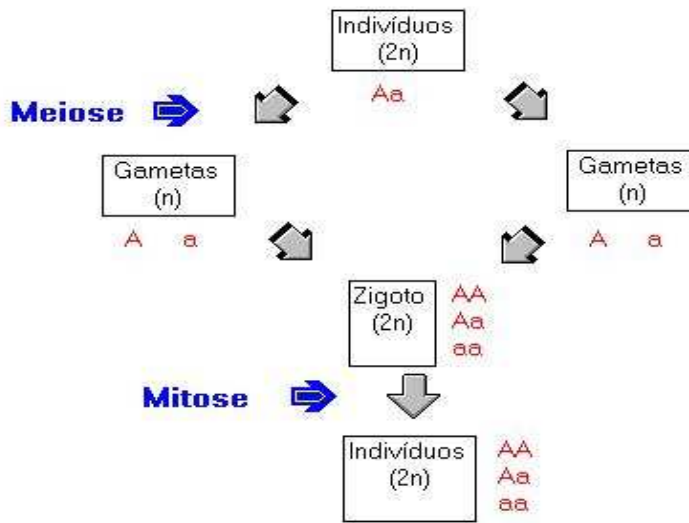 Indivíduos
(2n)
Aa
Meiose
Gametas
(n)
A a
Gametas
(n)
A a
Zigoto
(2n)
AA
Aa
aa
Mitose
Indivíduos
(2n)
AA
Aa
aa